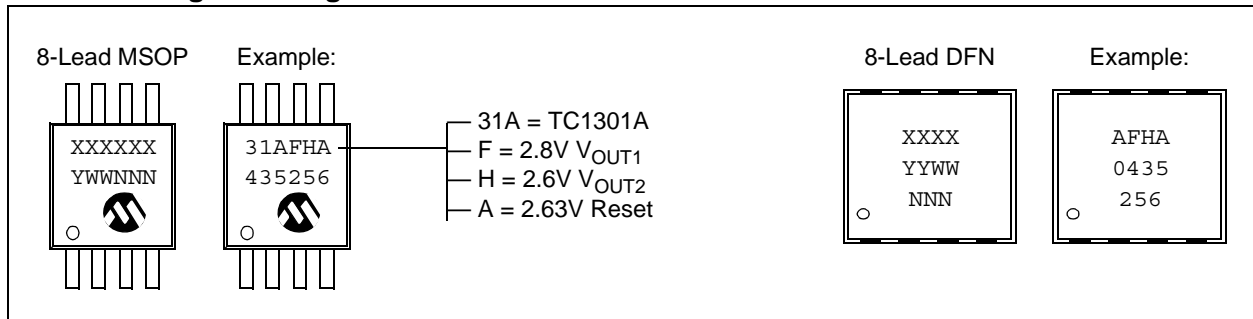 8-Lead MSOP
Example:
XXXXXX
YWWNNN
31AFHA
435256
31A = TC1301A
F = 2.8V VOUT1
H = 2.6V VOUT2
A = 2.63V Reset
8-Lead DFN
Example:
XXXX
YYWW
NNN
AFHA
0435
256